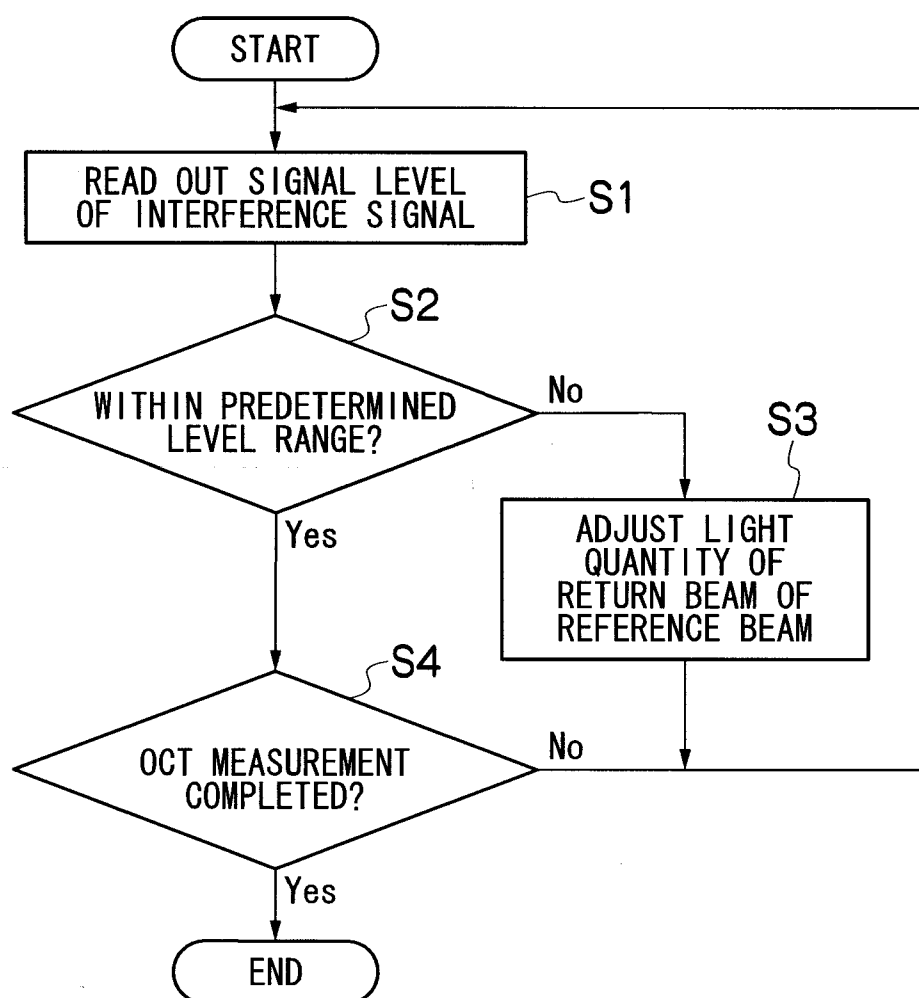 START
READ OUT SIGNAL LEVEL
OF INTERFERENCE SIGNAL
S1
S2
WITHIN PREDETERMINED
LEVEL RANGE?
No
Yes
S3
ADJUST LIGHT
QUANTITY OF
RETURN BEAM OF
REFERENCE BEAM
S4
OCT MEASUREMENT
COMPLETED?
No
Yes
END